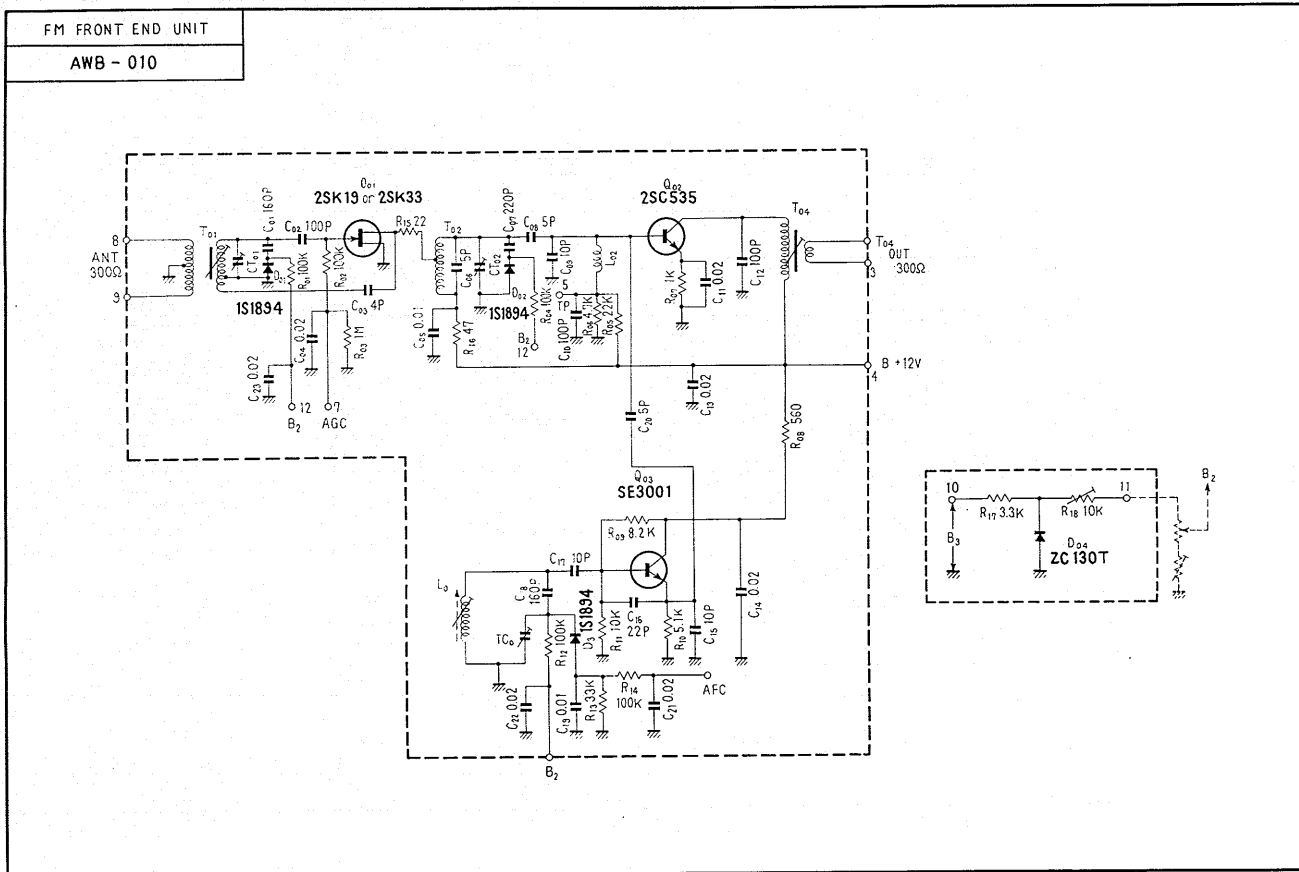 FM FRONT END UNIT
AWB - 010
Q01
2SK19 or 2SK33
Q02
2SC535
T01
C01 160P
C02 100P
R15 22
T02
C07 220P
C08 5P
T04
8
ANT
300Ω
9
CT01
D01
R01 100K
R02 100K
1S1894
C03 4P
C04 0.02
R03 1M
C23 0.02
12
B2
7
AGC
5P
C06
CT02
D02
1S1894
R04 100K
B2
12
C05 0.01
R16 47
C09 10P
L02
5
TP
C10 100P
R06 4.7K
R05 22K
R07 1K
C11 0.02
C12 100P
T04
OUT
300Ω
3
B +12V
4
C13 0.02
C20 5P
R08 560
Q03
SE3001
R09 8.2K
C17 10P
L0
C18
160P
TC0
R12 100K
D3
1S1894
R11 10K
C16
22P
R10 5.1K
C15 10P
C14 0.02
C22 0.02
C19 0.01
R13 33K
R14
100K
C21 0.02
AFC
B2
10
R17 3.3K
R18 10K
11
B2
B3
D04
ZC130T